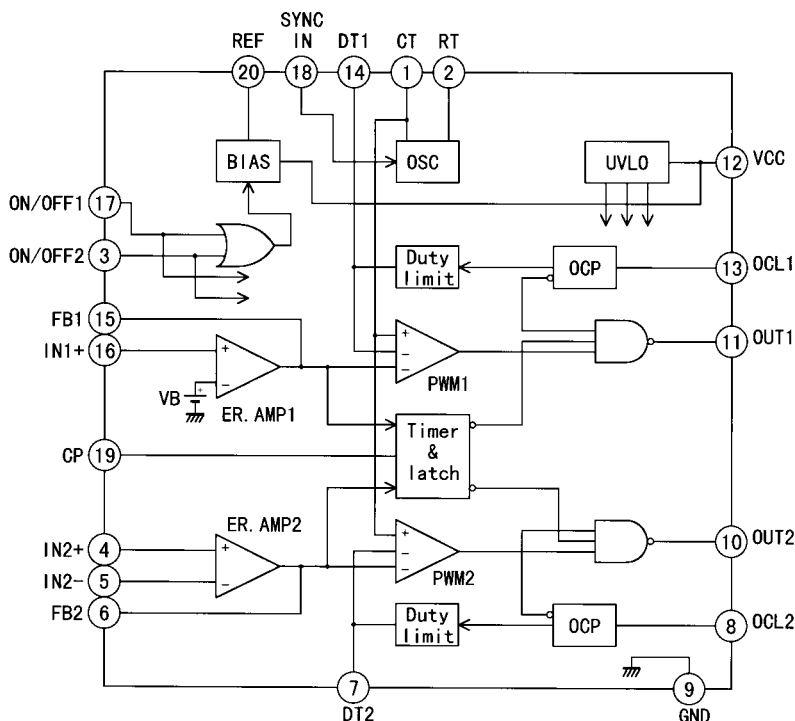 SYNC
REF IN DT1 CT RT
20 18 14 1 2
BIAS OSC UVLO 12 VCC
ON/OFF1 17
ON/OFF2 3
Duty
limit
OCP 13 OCL1
FB1 15
IN1+ 16
+
−
VB +
ER. AMP1
+
−
−
PWM1
11 OUT1
CP 19
Timer
&
latch
ER. AMP2
IN2+ 4
IN2- 5
FB2 6
+
−
+
−
−
PWM2
10 OUT2
Duty
limit
OCP 8 OCL2
7
DT2
9
GND